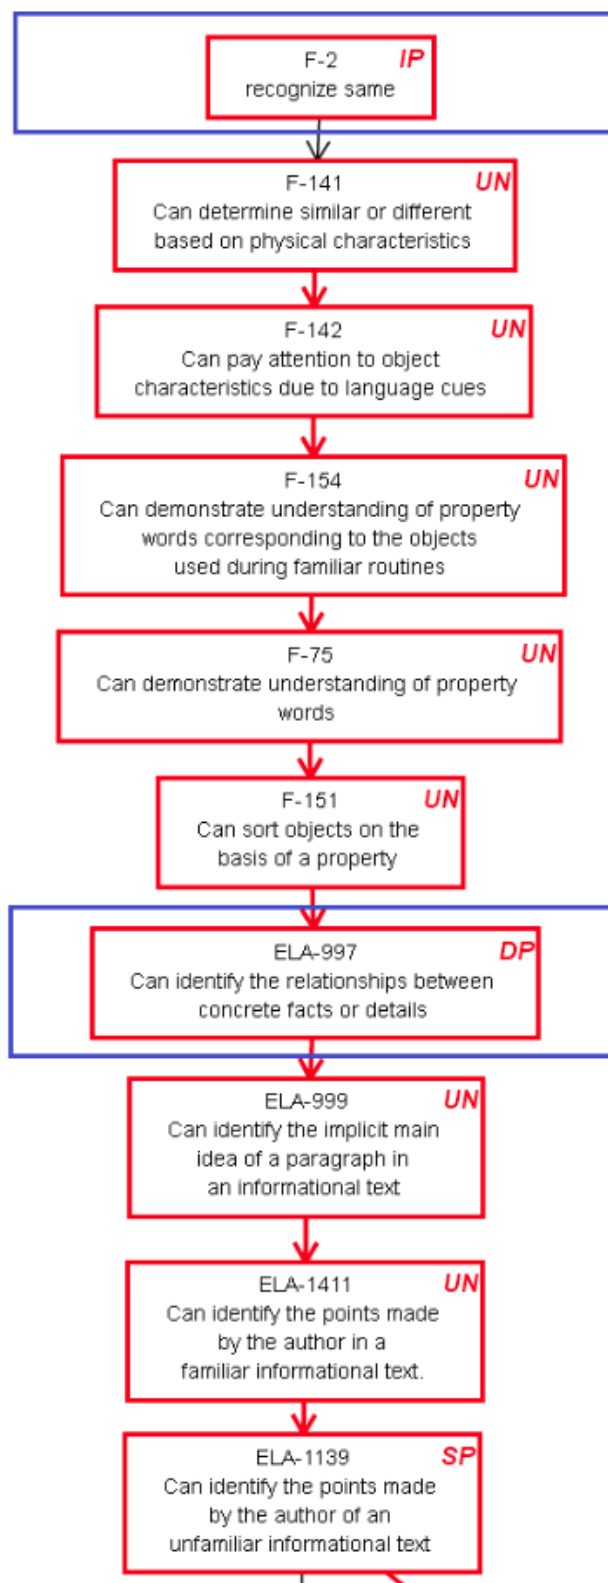 F-2 IP
recognize same
F-141 UN
Can determine similar or different
based on physical characteristics
F-142 UN
Can pay attention to object
characteristics due to language cues
F-154 UN
Can demonstrate understanding of property
words corresponding to the objects
used during familiar routines
F-75 UN
Can demonstrate understanding of property
words
F-151 UN
Can sort objects on the
basis of a property
ELA-997 DP
Can identify the relationships between
concrete facts or details
ELA-999 UN
Can identify the implicit main
idea of a paragraph in
an informational text
ELA-1411 UN
Can identify the points made
by the author in a
familiar informational text.
ELA-1139 SP
Can identify the points made
by the author of an
unfamiliar informational text